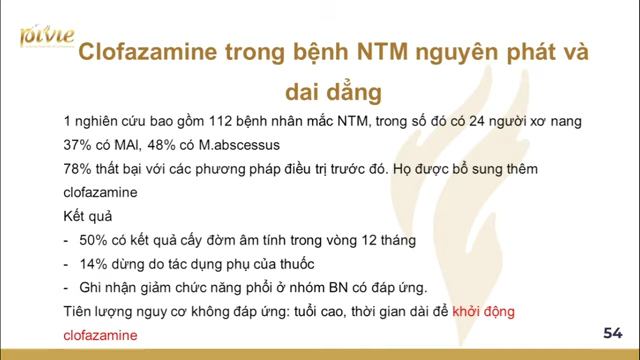 pivie
Clofazamine trong bệnh NTM nguyên phát và
dai dẳng
1 nghiên cứu bao gồm 112 bệnh nhân mắc NTM, trong số đó có 24 người xơ nang
37% có MAI, 48% có M.abscessus
78% thất bại với các phương pháp điều trị trước đó. Họ được bổ sung thêm
clofazamine
Kết quả
- 50% có kết quả cấy đờm âm tính trong vòng 12 tháng
- 14% dừng do tác dụng phụ của thuốc
- Ghi nhận giảm chức năng phổi ở nhóm BN có đáp ứng.
Tiên lượng nguy cơ không đáp ứng: tuổi cao, thời gian dài để khởi động
clofazamine
54